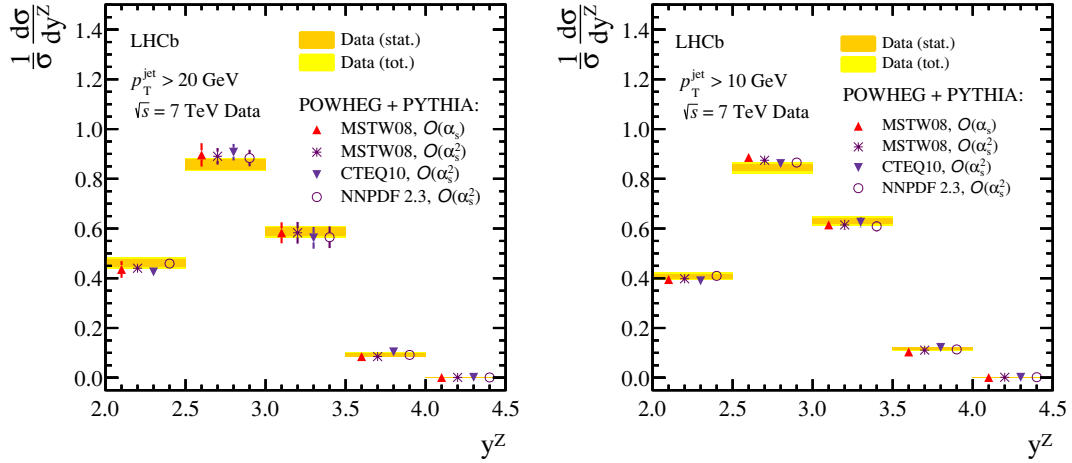 1/σ dσ/dy^Z
1.4
1.2
1.0
0.8
0.6
0.4
0.2
0.0
LHCb
p_T^jet > 20 GeV
√s = 7 TeV Data
Data (stat.)
Data (tot.)
POWHEG + PYTHIA:
MSTW08, O(α_s)
MSTW08, O(α_s^2)
CTEQ10, O(α_s^2)
NNPDF 2.3, O(α_s^2)
2.0 2.5 3.0 3.5 4.0 4.5
y^Z
1/σ dσ/dy^Z
1.4
1.2
1.0
0.8
0.6
0.4
0.2
0.0
LHCb
p_T^jet > 10 GeV
√s = 7 TeV Data
Data (stat.)
Data (tot.)
POWHEG + PYTHIA:
MSTW08, O(α_s)
MSTW08, O(α_s^2)
CTEQ10, O(α_s^2)
NNPDF 2.3, O(α_s^2)
2.0 2.5 3.0 3.5 4.0 4.5
y^Z